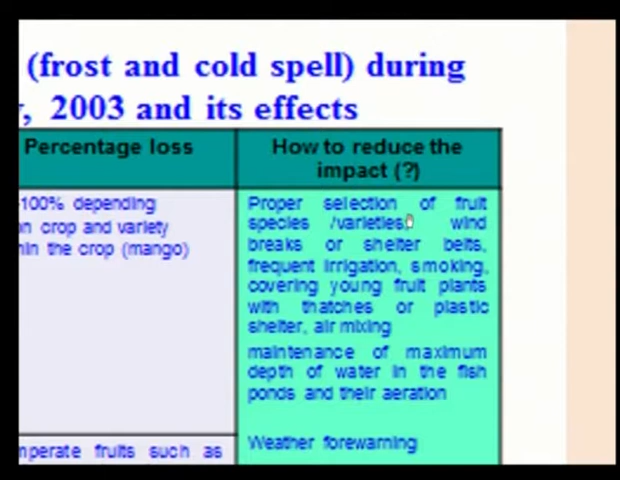 (frost and cold spell) during
, 2003 and its effects
Percentage loss
How to reduce the
impact (?)
100% depending
crop and variety
the crop (mango)
Proper selection of fruit
species /varieties, wind
breaks or shelter belts,
frequent irrigation, smoking,
covering young fruit plants
with thatches or plastic
shelter, air mixing
maintenance of maximum
depth of water in the fish
ponds and their aeration
fruits such as
Weather forewarning